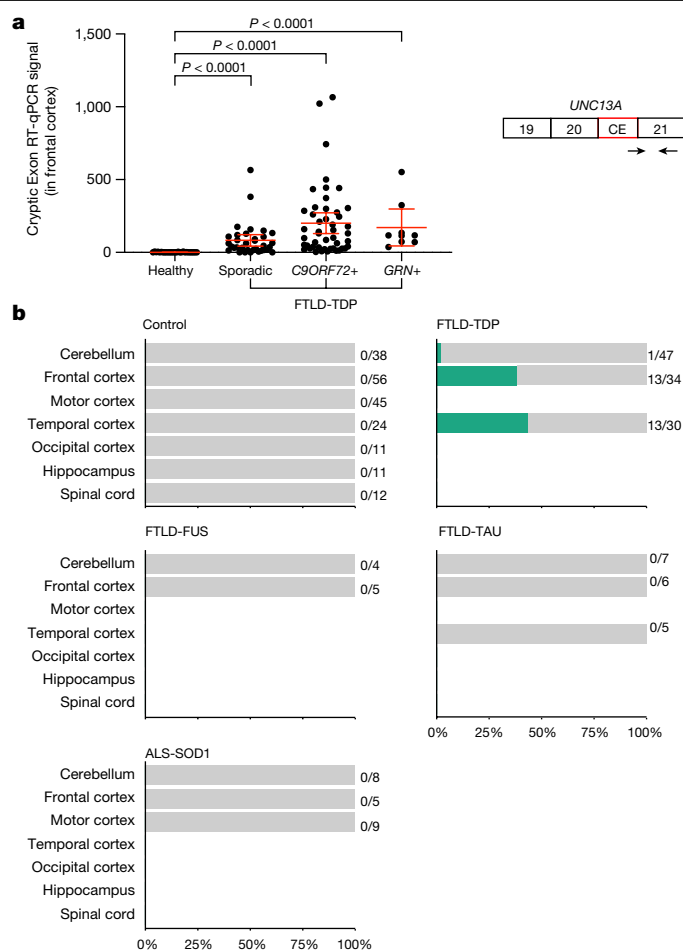 a
P < 0.0001
P < 0.0001
P < 0.0001
Cryptic Exon RT-qPCR signal
(in frontal cortex)
1,500
1,000
500
0
Healthy
Sporadic
C9ORF72+
GRN+
FTLD-TDP
UNC13A
19 20 CE 21
b
Control
Cerebellum 0/38
Frontal cortex 0/56
Motor cortex 0/45
Temporal cortex 0/24
Occipital cortex 0/11
Hippocampus 0/11
Spinal cord 0/12
FTLD-TDP
1/47
13/34
13/30
FTLD-FUS
Cerebellum 0/4
Frontal cortex 0/5
Motor cortex
Temporal cortex
Occipital cortex
Hippocampus
Spinal cord
FTLD-TAU
0/7
0/6
0/5
0% 25% 50% 75% 100%
ALS-SOD1
Cerebellum 0/8
Frontal cortex 0/5
Motor cortex 0/9
Temporal cortex
Occipital cortex
Hippocampus
Spinal cord
0% 25% 50% 75% 100%